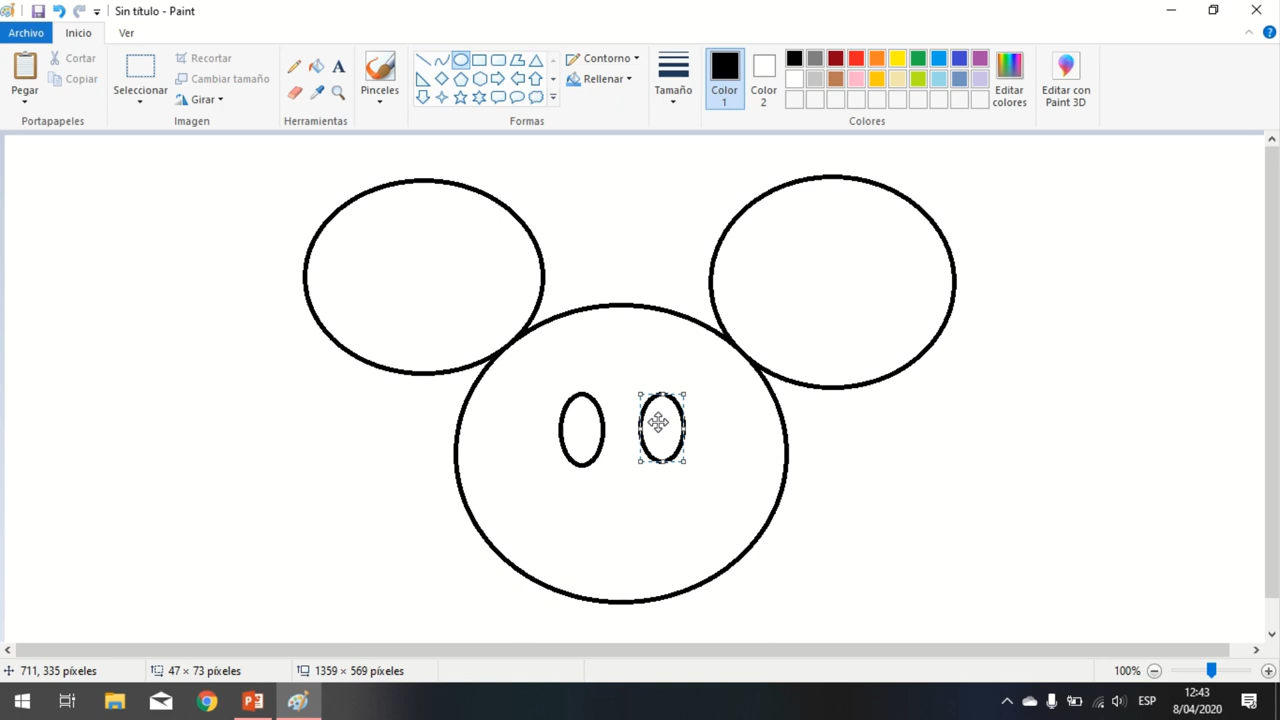 Sin título - Paint
Archivo Inicio Ver
Pegar
Cortar
Copiar
Portapapeles
Seleccionar
Recortar
Cambiar tamaño
Girar
Imagen
A
Herramientas
Pinceles
Contorno
Rellenar
Formas
Tamaño
Color
1
Color
2
Editar
colores
Colores
Editar con
Paint 3D
711, 335 píxeles 47 × 73 píxeles 1359 × 569 píxeles 100%
ESP
12:43
8/04/2020